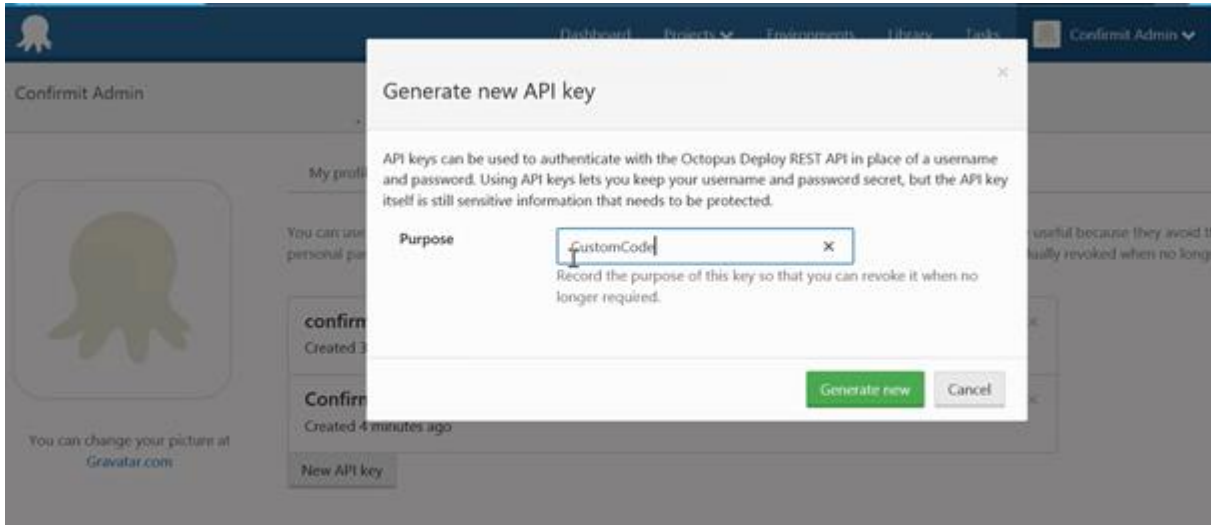 Dashboard Projects Environments Library Tasks Confirmit Admin
Confirmit Admin
Generate new API key
API keys can be used to authenticate with the Octopus Deploy REST API in place of a username
and password. Using API keys lets you keep your username and password secret, but the API key
itself is still sensitive information that needs to be protected.
My profil
You can use
personal pa
useful because they avoid t
ually revoked when no long
Purpose
CustomCode
Record the purpose of this key so that you can revoke it when no
longer required.
confirm
Created 3
Generate new Cancel
Confirm
Created 4 minutes ago
You can change your picture at
Gravatar.com
New API key